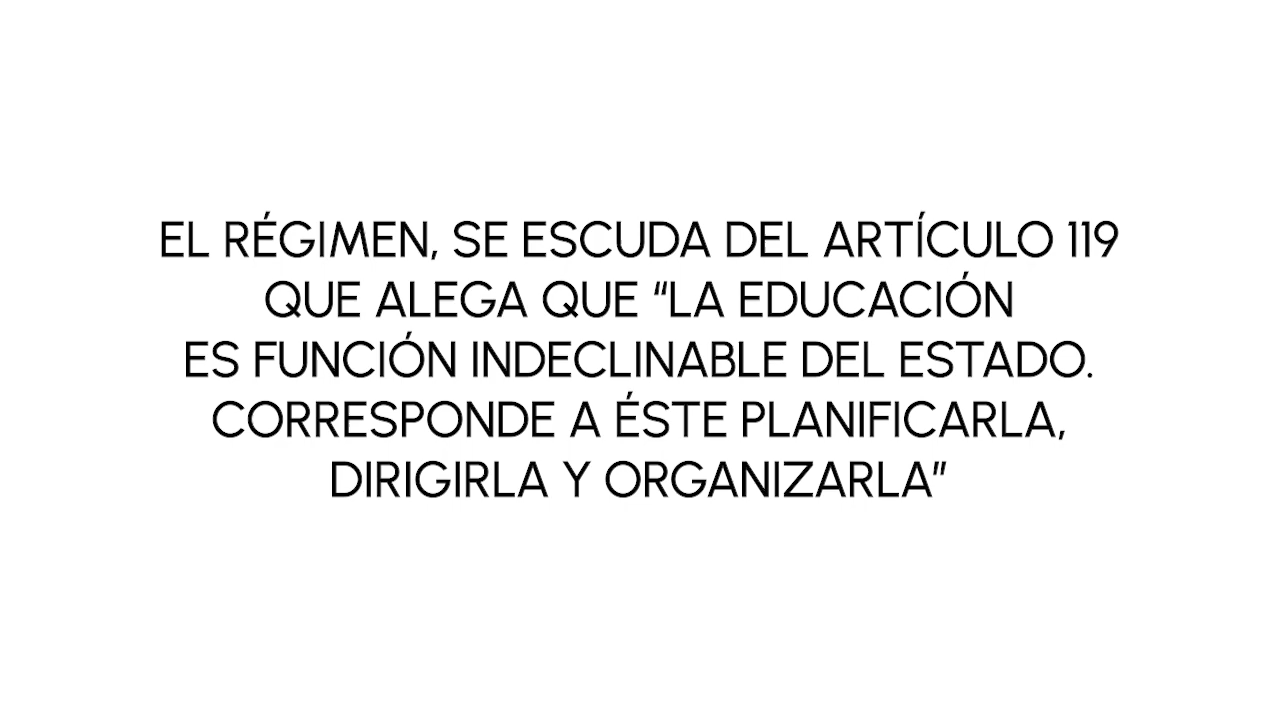 EL RÉGIMEN, SE ESCUDA DEL ARTÍCULO 119
QUE ALEGA QUE “LA EDUCACIÓN
ES FUNCIÓN INDECLINABLE DEL ESTADO.
CORRESPONDE A ÉSTE PLANIFICARLA,
DIRIGIRLA Y ORGANIZARLA”